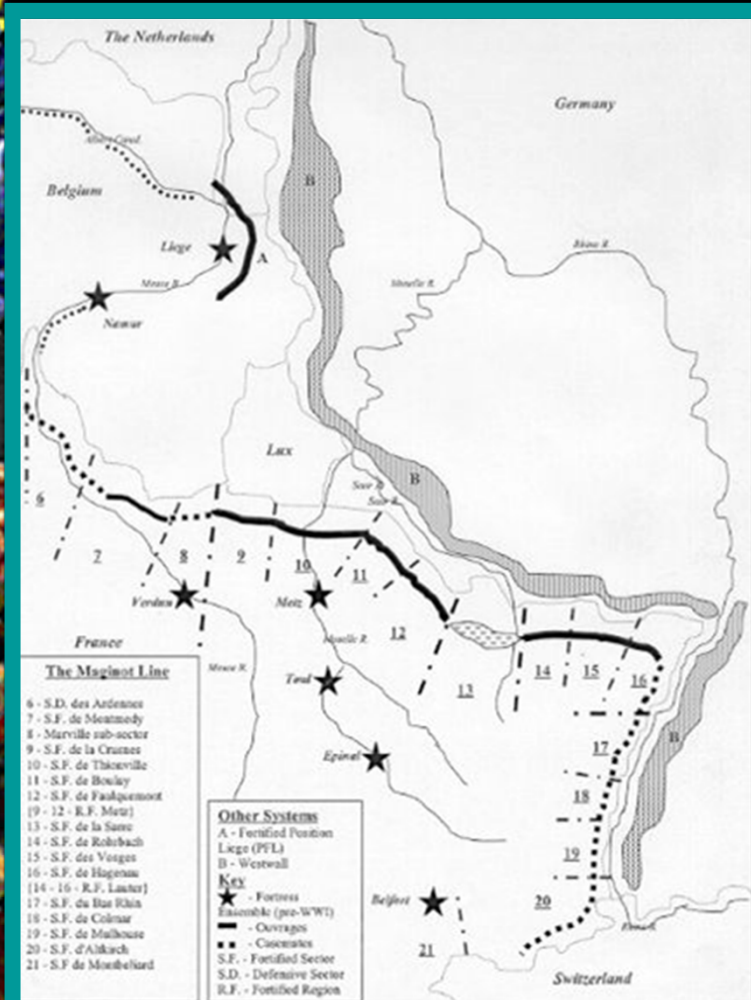 The Netherlands
Germany
Albert Canal
Belgium
B
Rhine R.
Liege
A
Meuse R.
Moselle R.
Namur
Lux
B
Saar R.
Saar R.
6
7
8
9
10
11
Verdun
Metz
12
France
Moselle R.
Meuse R.
14
15
16
Toul
13
17
B
Epinal
18
19
Belfort
20
21
Rhine R.
Switzerland
The Maginot Line
6 - S.D. des Ardennes
7 - S.F. de Montmedy
8 - Marville sub-sector
9 - S.F. de la Crusnes
10 - S.F. de Thionville
11 - S.F. de Boulay
12 - S.F. de Faulquemont
[9 - 12 - R.F. Metz]
13 - S.F. de la Sarre
14 - S.F. de Rohrbach
15 - S.F. des Vosges
16 - S.F. de Hagenau
[14 - 16 - R.F. Lauter]
17 - S.F. du Bas Rhin
18 - S.F. de Colmar
19 - S.F. de Mulhouse
20 - S.F. d'Altkirch
21 - S.F de Montbeliard
Other Systems
A - Fortified Position
Liege (PFL)
B - Westwall
Key
- Fortress
Ensemble (pre-WWI)
- Ouvrages
- Casemates
S.F. - Fortified Sector
S.D. - Defensive Sector
R.F. - Fortified Region